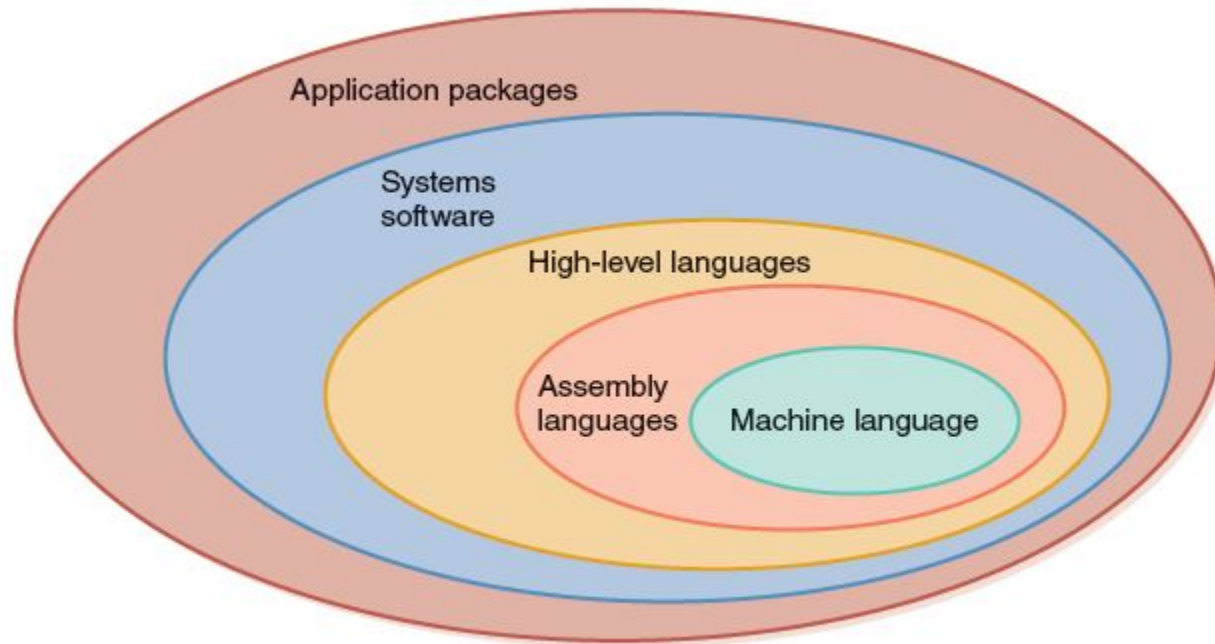 Application packages
Systems
software
High-level languages
Assembly
languages
Machine language